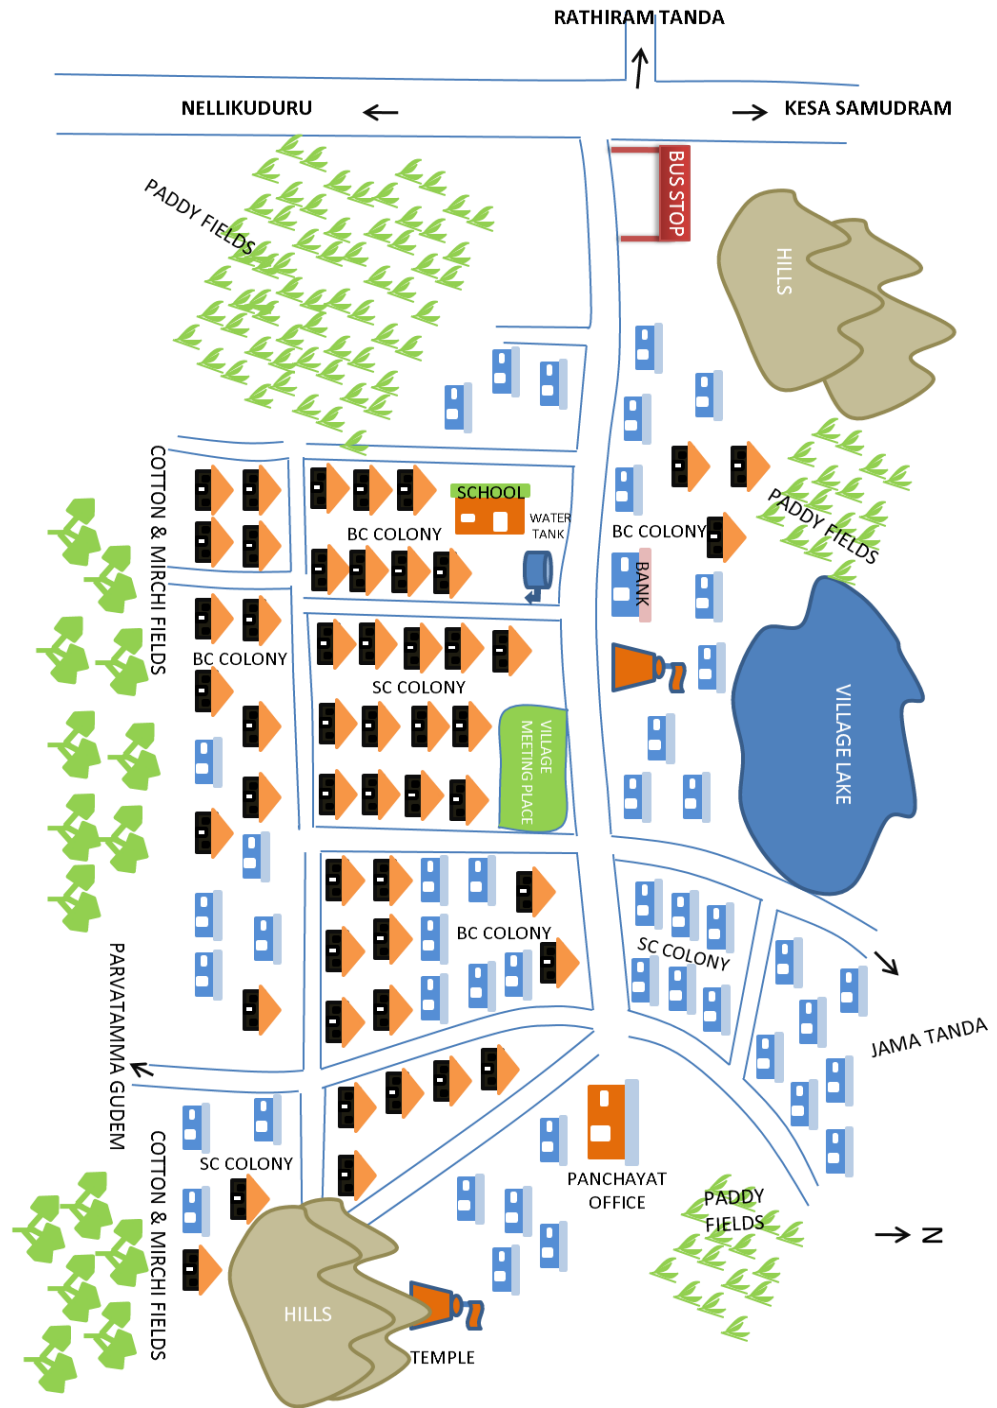 RATHIRAM TANDA
NELLIKUDURU
KESA SAMUDRAM
BUS STOP
PADDY FIELDS
HILLS
COTTON & MIRCHI FIELDS
SCHOOL
WATER
TANK
BC COLONY
BC COLONY
PADDY FIELDS
BANK
BC COLONY
SC COLONY
VILLAGE
MEETING PLACE
VILLAGE LAKE
BC COLONY
SC COLONY
PARVATAMMA GUDEM
JAMA TANDA
SC COLONY
COTTON & MIRCHI FIELDS
PANCHAYAT
OFFICE
PADDY
FIELDS
N
HILLS
TEMPLE